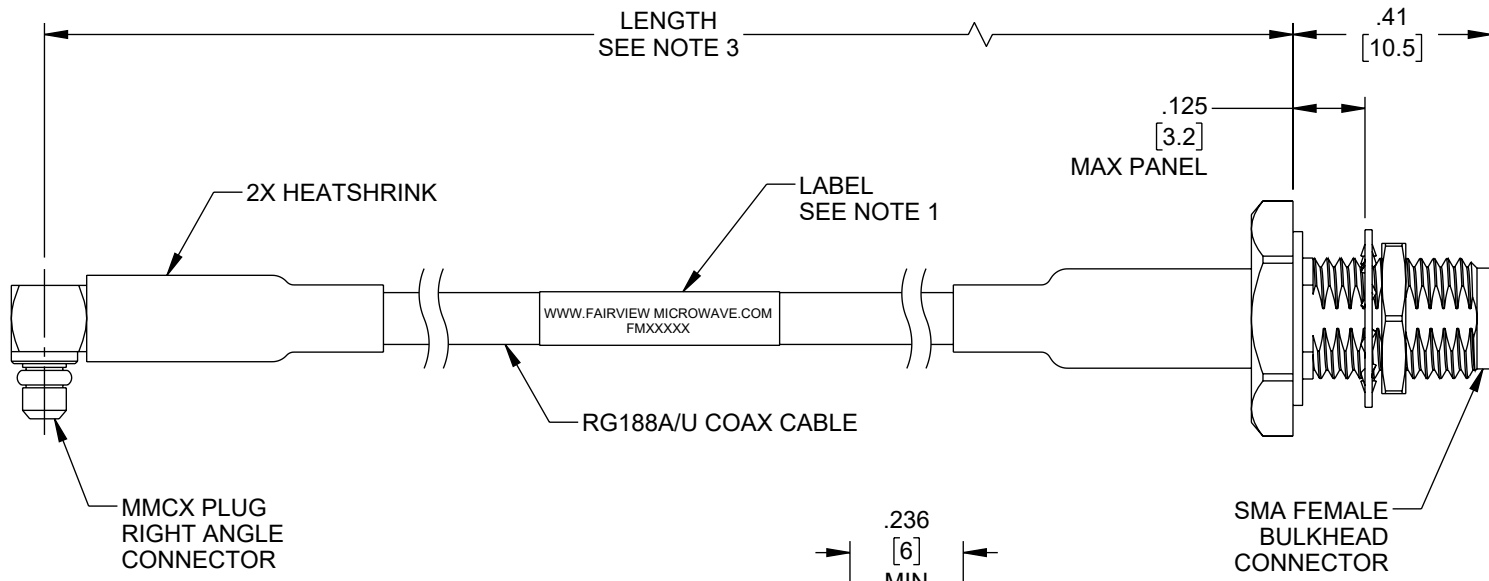 LENGTH
SEE NOTE 3
.41
[10.5]
.125
[3.2]
MAX PANEL
2X HEATSHRINK
LABEL
SEE NOTE 1
WWW.FAIRVIEW MICROWAVE.COM
FMXXXXX
RG188A/U COAX CABLE
MMCX PLUG
RIGHT ANGLE
CONNECTOR
.236
[6]
MIN
SMA FEMALE
BULKHEAD
CONNECTOR